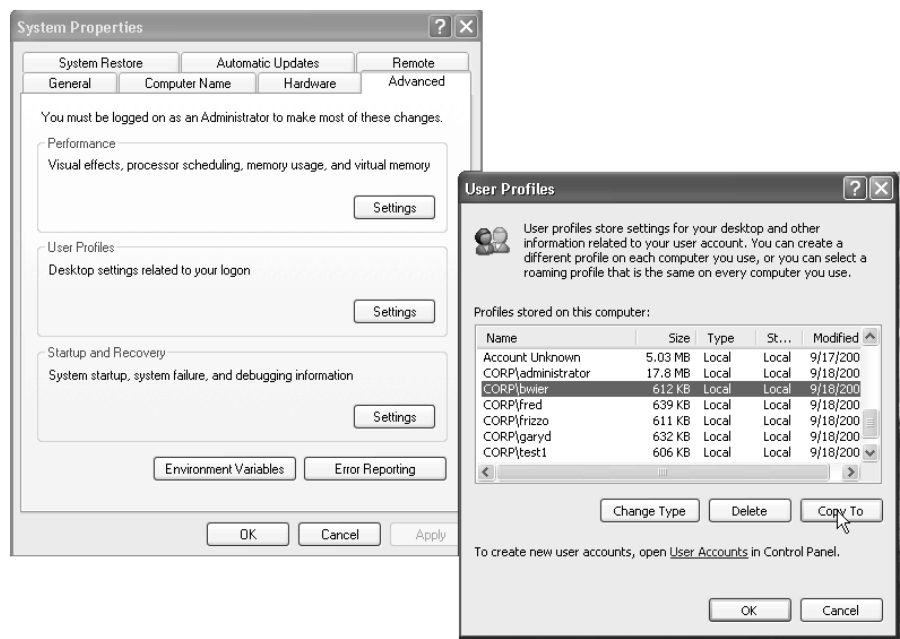 System Properties
System Restore Automatic Updates Remote
General Computer Name Hardware Advanced
You must be logged on as an Administrator to make most of these changes.
Performance
Visual effects, processor scheduling, memory usage, and virtual memory
Settings
User Profiles
Desktop settings related to your logon
Settings
Startup and Recovery
System startup, system failure, and debugging information
Settings
Environment Variables Error Reporting
OK Cancel Apply
User Profiles
User profiles store settings for your desktop and other
information related to your user account. You can create a
different profile on each computer you use, or you can select a
roaming profile that is the same on every computer you use.
Profiles stored on this computer:
Name Size Type St... Modified
Account Unknown 5.03 MB Local Local 9/17/200
CORP\administrator 17.8 MB Local Local 9/18/200
CORP\bwier 612 KB Local Local 9/18/200
CORP\fred 639 KB Local Local 9/18/200
CORP\frizzo 611 KB Local Local 9/18/200
CORP\garyd 632 KB Local Local 9/18/200
CORP\test1 606 KB Local Local 9/18/200
Change Type Delete Copy To
To create new user accounts, open User Accounts in Control Panel.
OK Cancel